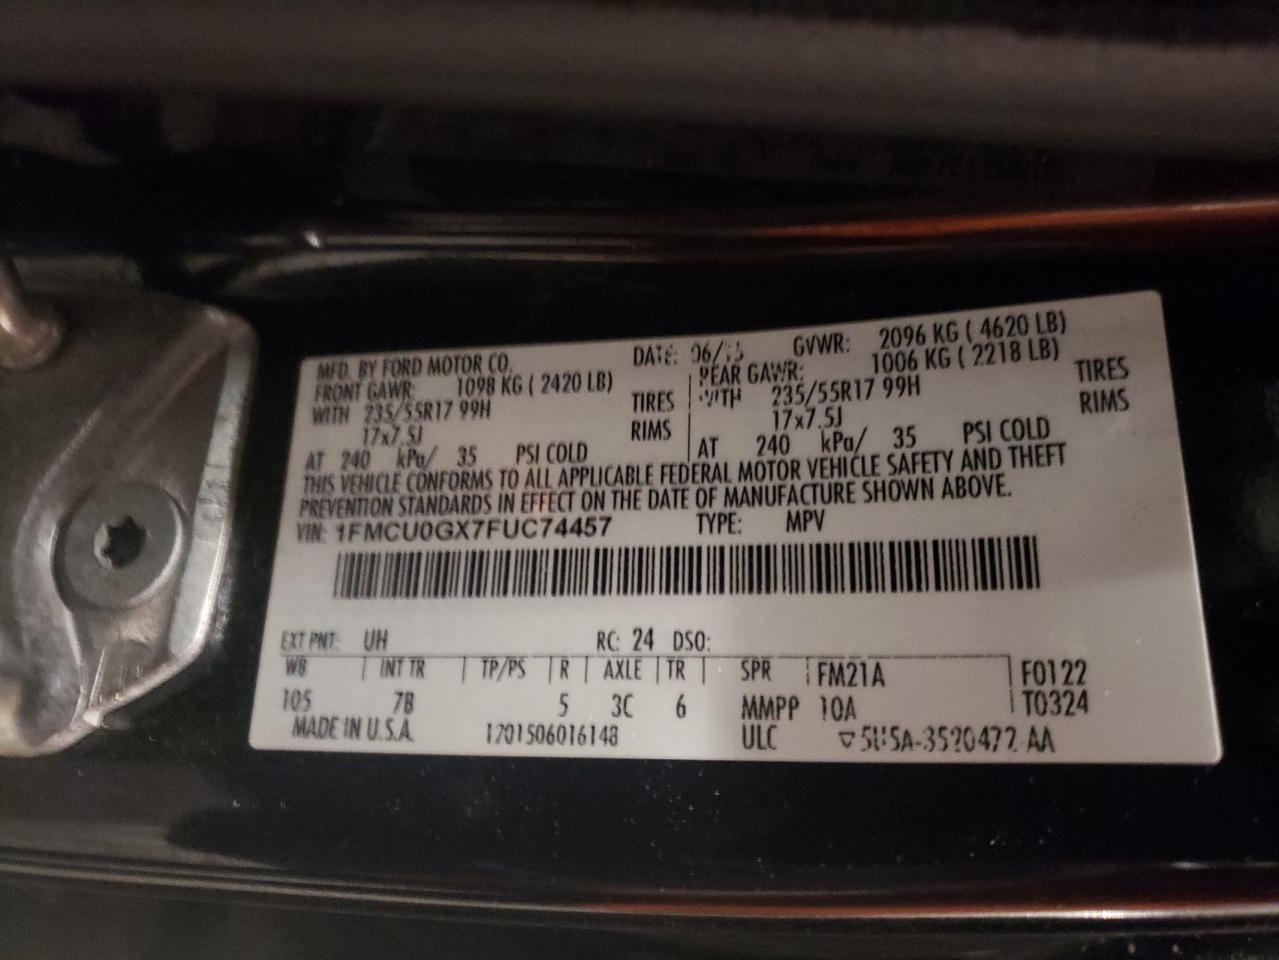 MFD. BY FORD MOTOR CO. DATE: 06/15 GVWR: 2096 KG ( 4620 LB)
FRONT GAWR: 1098 KG ( 2420 LB) REAR GAWR: 1006 KG ( 2218 LB)
WITH 235/55R17 99H TIRES WITH 235/55R17 99H TIRES
17x7.5J RIMS 17x7.5J RIMS
AT 240 kPa/ 35 PSI COLD AT 240 kPa/ 35 PSI COLD
THIS VEHICLE CONFORMS TO ALL APPLICABLE FEDERAL MOTOR VEHICLE SAFETY AND THEFT
PREVENTION STANDARDS IN EFFECT ON THE DATE OF MANUFACTURE SHOWN ABOVE.
VIN: 1FMCU0GX7FUC74457 TYPE: MPV
EXT PNT: UH RC: 24 DSO:
WB INT TR TP/PS R AXLE TR SPR FM21A F0122
105 7B 5 3C 6 MMPP 10A T0324
MADE IN U.S.A. 1201506016148 ULC ▽5U5A-3520472 AA